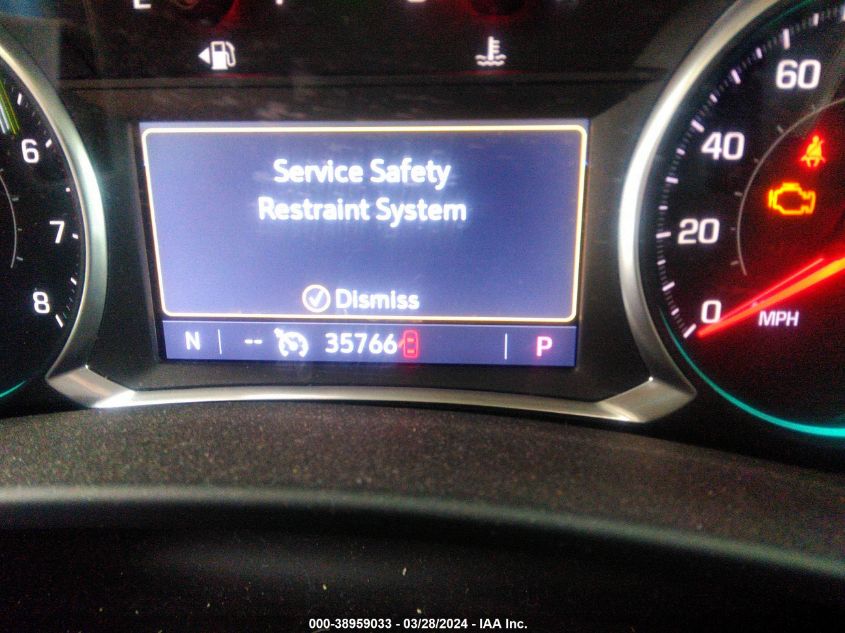 E
6
7
8
60
40
20
0
MPH
Service Safety
Restraint System
Dismiss
N -- 35766 P
000-38959033 - 03/28/2024 - IAA Inc.